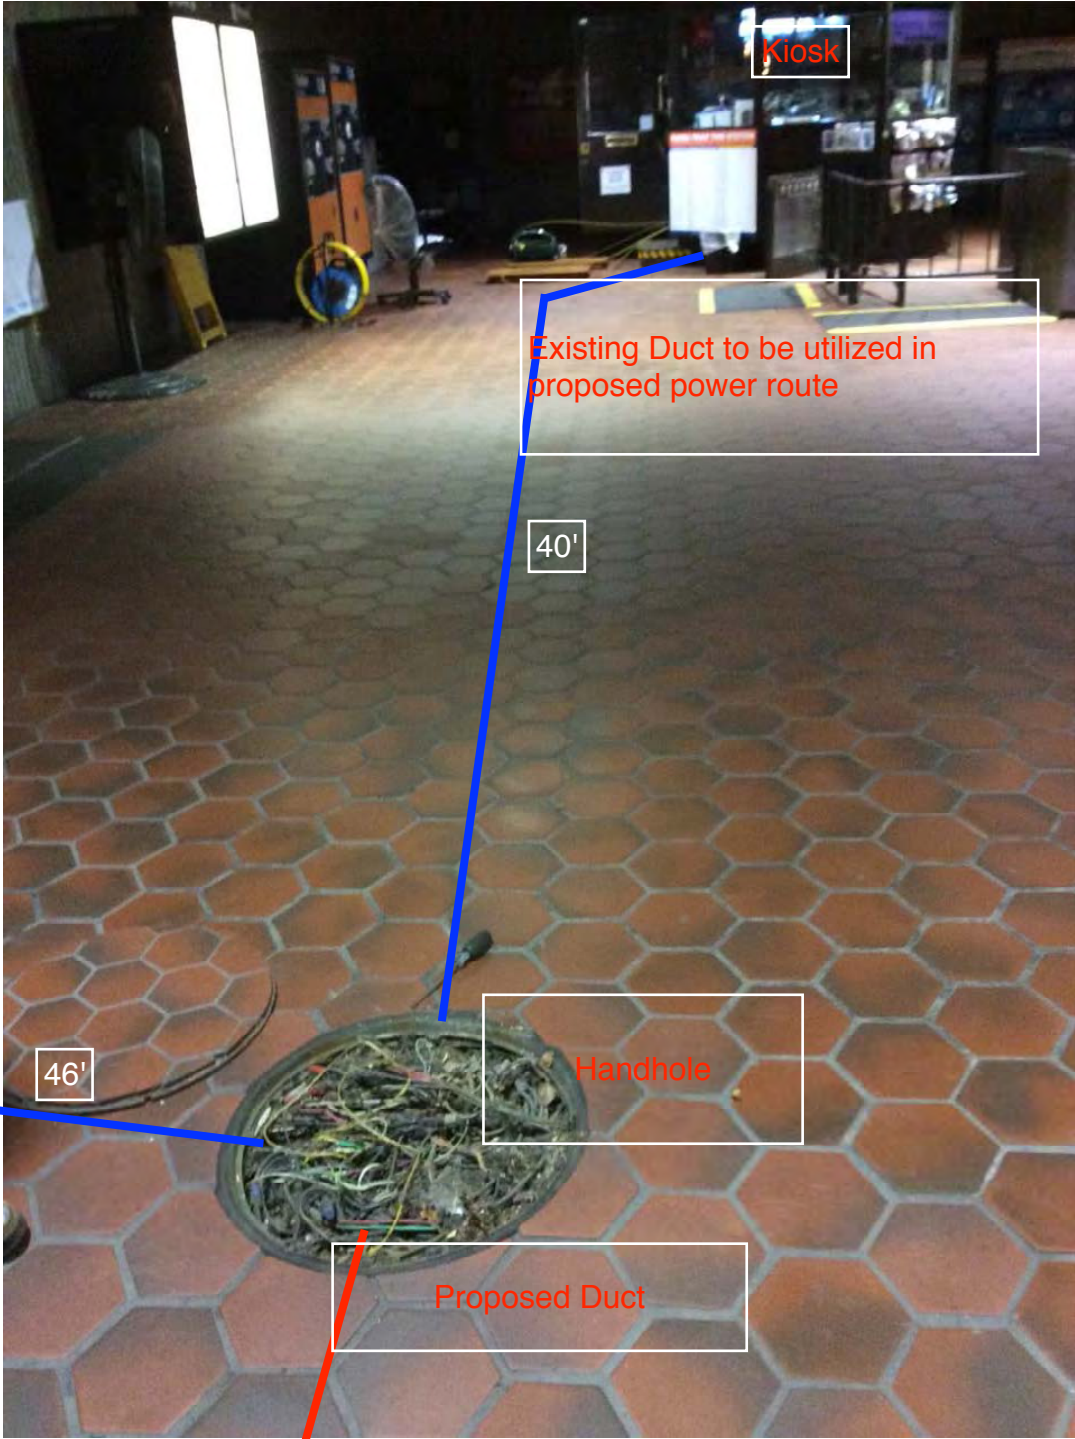 Kiosk
Existing Duct to be utilized in
proposed power route
40'
Handhole
46'
Proposed Duct